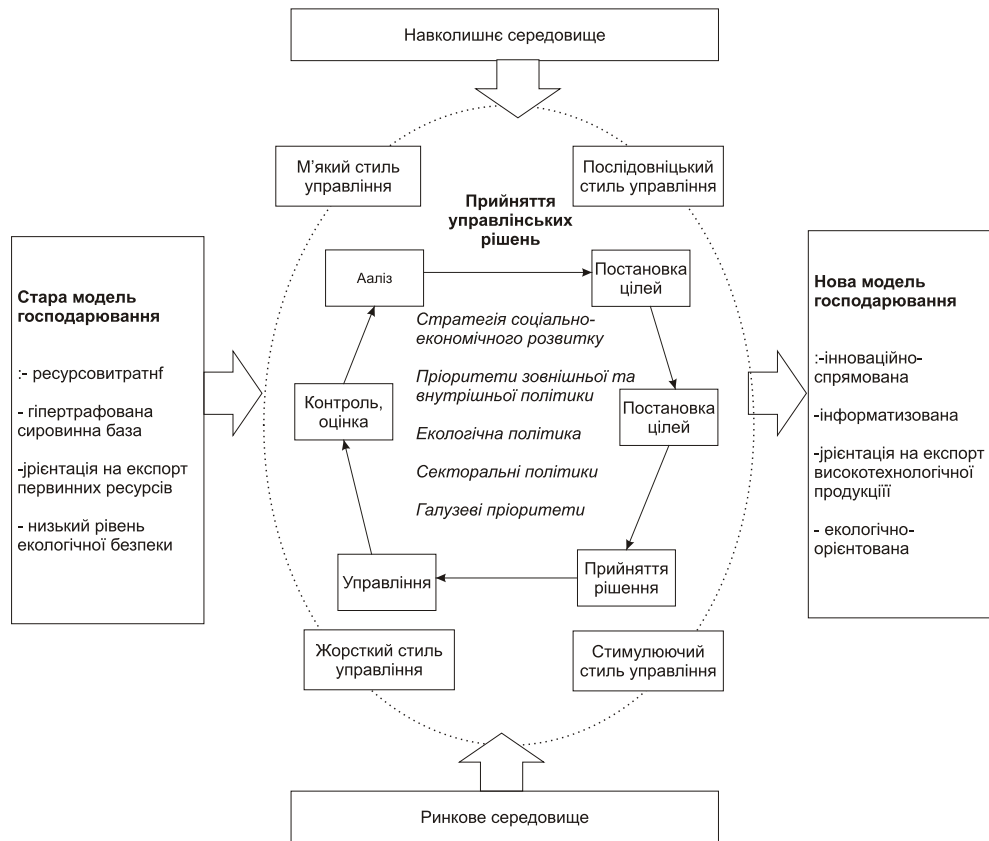 Навколишнє середовище
М’який стиль
управління
Послідовніцький
стиль управління
Прийняття
управлінських
рішень
Стара модель
господарювання
:- ресурсовитратнf
- гіпертрафована
сировинна база
-jрієнтація на експорт
первинних ресурсів
- низький рівень
екологічної безпеки
Ааліз
Постановка
цілей
Стратегія соціально-
економічного розвитку
Пріоритети зовнішньої та
внутрішньої політики
Екологічна політика
Секторальні політики
Галузеві пріоритети
Контроль,
оцінка
Постановка
цілей
Управління
Прийняття
рішення
Нова модель
господарювання
:-інноваційно-
спрямована
-інформатизована
-jрієнтація на експорт
високотехнологічної
продукціїї
- екологічно-
орієнтована
Жорсткий стиль
управління
Стимулюючий
стиль управління
Ринкове середовище